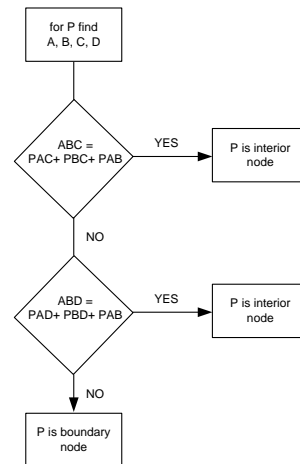 for P find
A, B, C, D
ABC =
PAC+ PBC+ PAB
YES
P is interior
node
NO
ABD =
PAD+ PBD+ PAB
YES
P is interior
node
NO
P is boundary
node